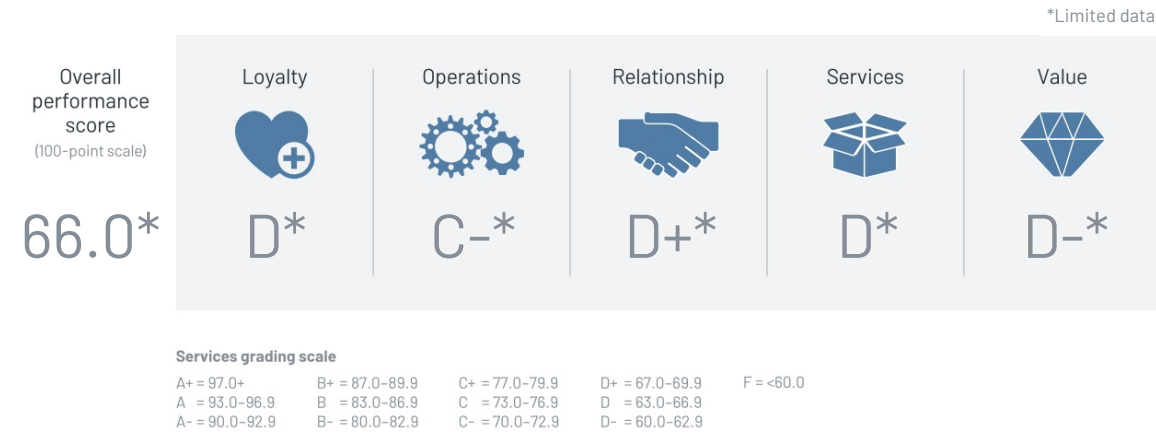 *Limited data
Overall
performance
score
(100-point scale)
66.0*
Loyalty
D*
Operations
C-*
Relationship
D+*
Services
D*
Value
D-*
Services grading scale
A+ = 97.0+
A = 93.0–96.9
A- = 90.0–92.9
B+ = 87.0–89.9
B = 83.0–86.9
B- = 80.0–82.9
C+ = 77.0–79.9
C = 73.0–76.9
C- = 70.0–72.9
D+ = 67.0–69.9
D = 63.0–66.9
D- = 60.0–62.9
F = <60.0